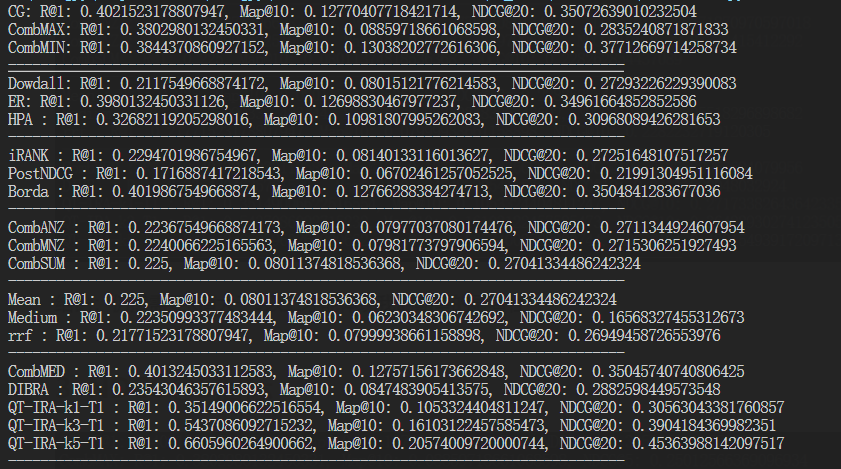 CG: R@1: 0.4021523178807947, Map@10: 0.12770407718421714, NDCG@20: 0.35072639010232504
CombMAX: R@1: 0.3802980132450331, Map@10: 0.08859718661068598, NDCG@20: 0.2835240871871833
CombMIN: R@1: 0.3844370860927152, Map@10: 0.13038202772616306, NDCG@20: 0.37712669714258734
Dowdall: R@1: 0.2117549668874172, Map@10: 0.08015121776214583, NDCG@20: 0.27293226229390083
ER: R@1: 0.3980132450331126, Map@10: 0.12698830467977237, NDCG@20: 0.34961664852852586
HPA : R@1: 0.32682119205298016, Map@10: 0.10981807995262083, NDCG@20: 0.30968089426281653
iRANK : R@1: 0.2294701986754967, Map@10: 0.08140133116013627, NDCG@20: 0.27251648107517257
PostNDCG : R@1: 0.1716887417218543, Map@10: 0.06702461257052525, NDCG@20: 0.21991304951116084
Borda : R@1: 0.4019867549668874, Map@10: 0.12766288384274713, NDCG@20: 0.3504841283677036
CombANZ : R@1: 0.22367549668874173, Map@10: 0.07977037080174476, NDCG@20: 0.2711344924607954
CombMNZ : R@1: 0.2240066225165563, Map@10: 0.07981773797906594, NDCG@20: 0.2715306251927493
CombSUM : R@1: 0.225, Map@10: 0.08011374818536368, NDCG@20: 0.27041334486242324
Mean : R@1: 0.225, Map@10: 0.08011374818536368, NDCG@20: 0.27041334486242324
Medium : R@1: 0.22350993377483444, Map@10: 0.06230348306742692, NDCG@20: 0.16568327455312673
rrf : R@1: 0.21771523178807947, Map@10: 0.07999938661158898, NDCG@20: 0.26949458726553976
CombMED : R@1: 0.4013245033112583, Map@10: 0.12757156173662848, NDCG@20: 0.35045740740806425
DIBRA : R@1: 0.23543046357615893, Map@10: 0.0847483905413575, NDCG@20: 0.2882598449573548
QT-IRA-k1-T1 : R@1: 0.35149006622516554, Map@10: 0.1053324404811247, NDCG@20: 0.30563043381760857
QT-IRA-k3-T1 : R@1: 0.5437086092715232, Map@10: 0.16103122457585473, NDCG@20: 0.3904184369982351
QT-IRA-k5-T1 : R@1: 0.6605960264900662, Map@10: 0.20574009720000744, NDCG@20: 0.45363988142097517